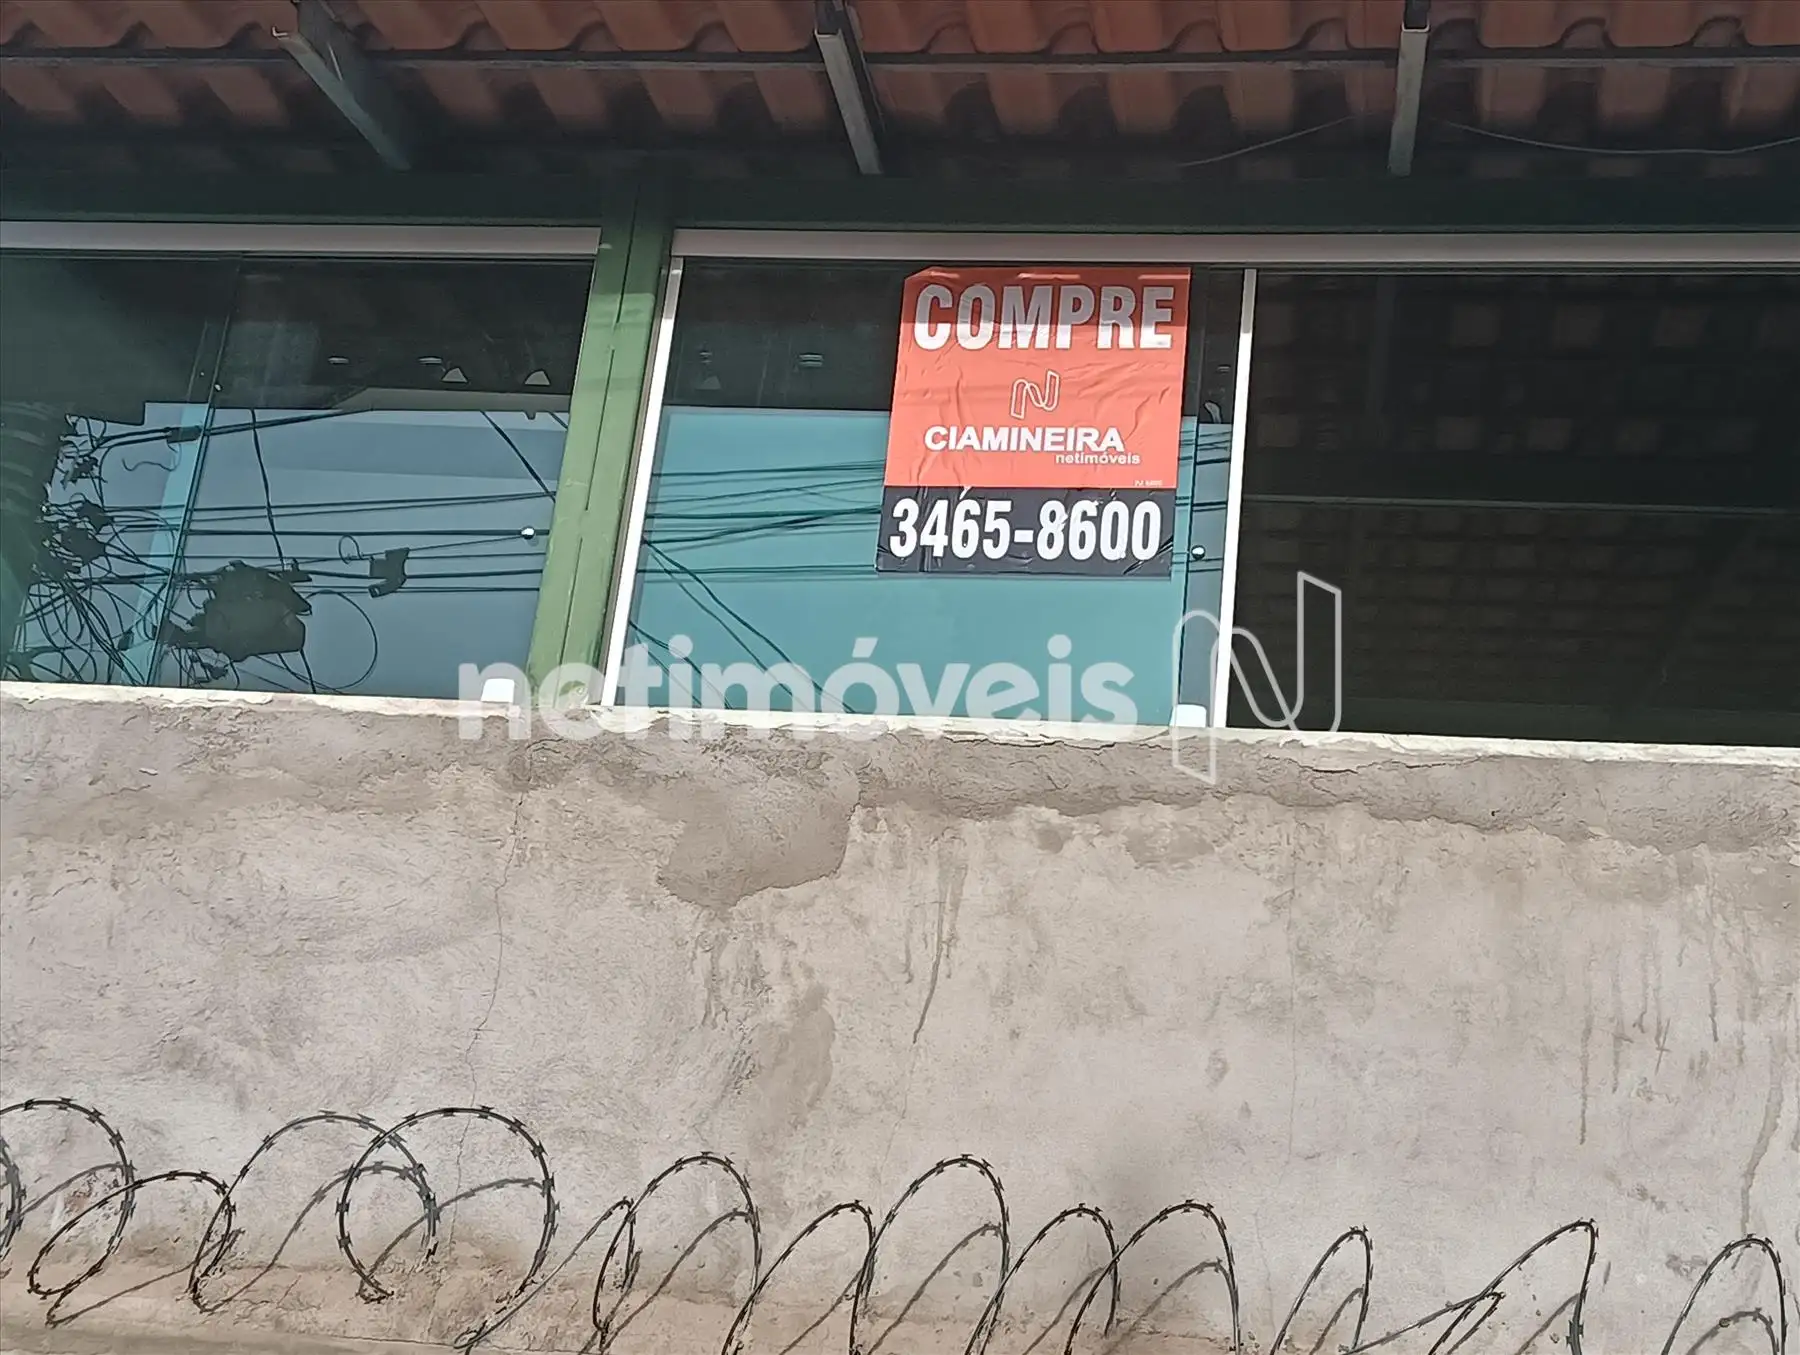 COMPRE
CIAMINEIRA
netimóveis
3465-8600
netimóveis